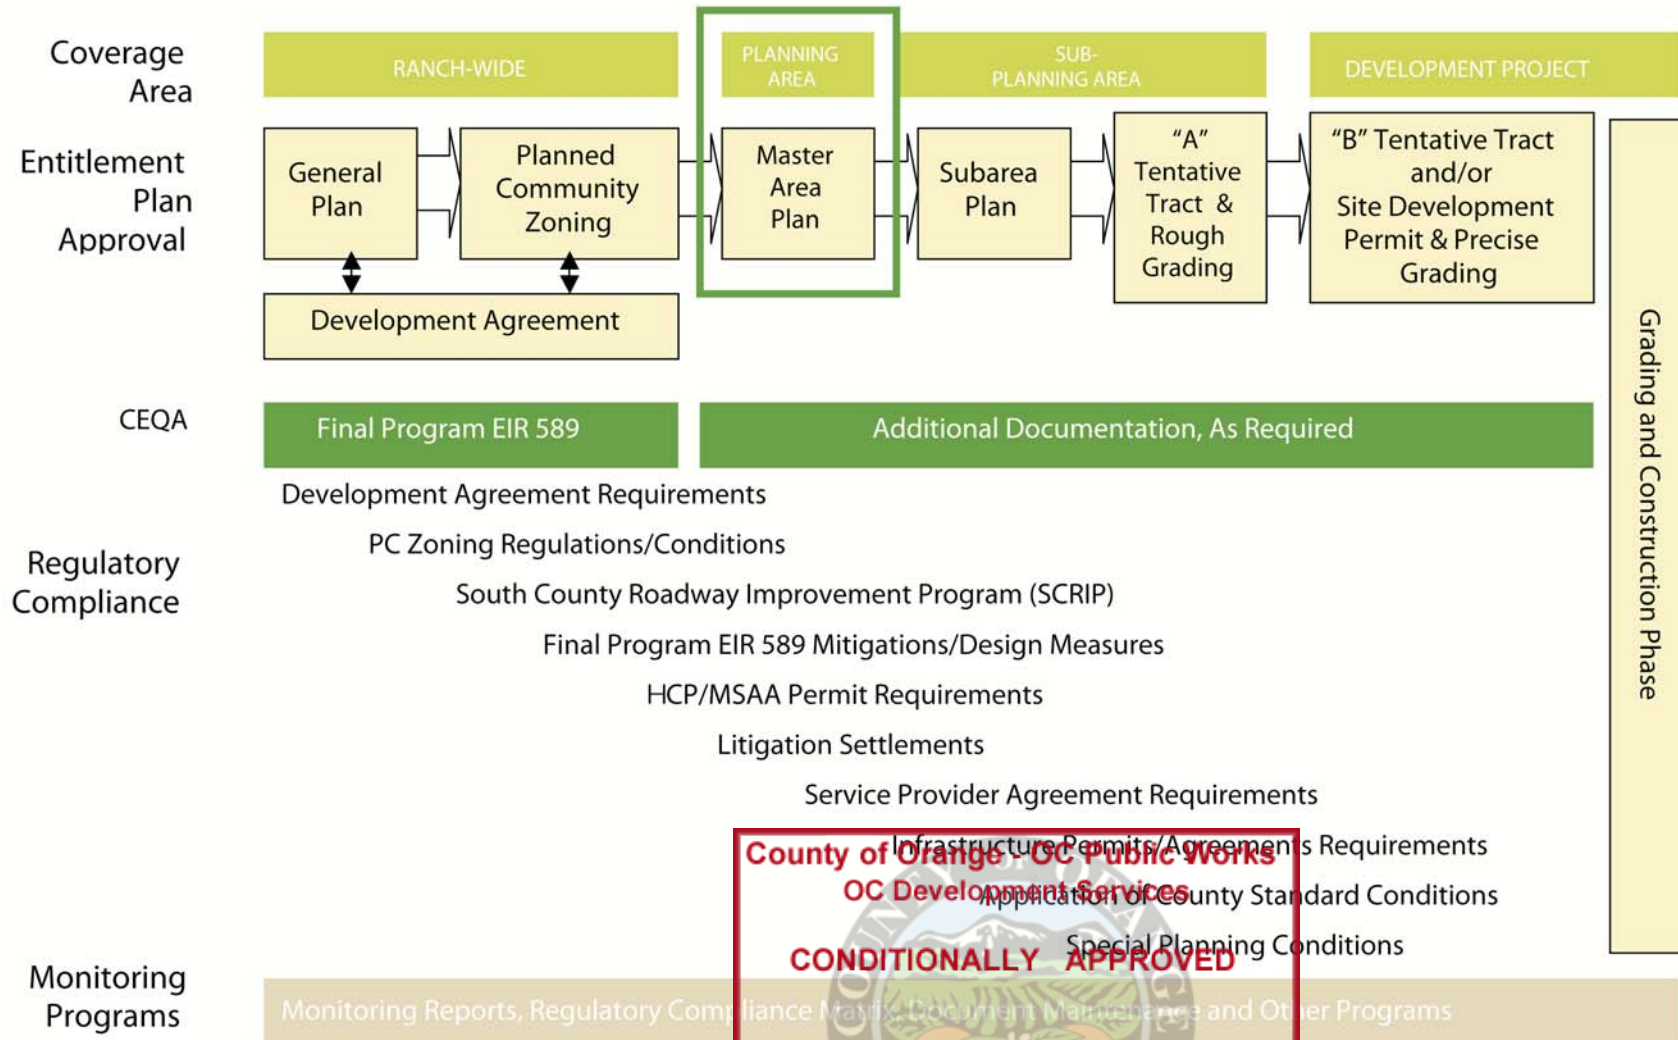 Coverage
Area
RANCH-WIDE
PLANNING
AREA
SUB-
PLANNING AREA
DEVELOPMENT PROJECT
Entitlement
Plan
Approval
General
Plan
Planned
Community
Zoning
Master
Area
Plan
Subarea
Plan
"A"
Tentative
Tract &
Rough
Grading
"B" Tentative Tract
and/or
Site Development
Permit & Precise
Grading
Development Agreement
Grading and Construction Phase
CEQA
Final Program EIR 589
Additional Documentation, As Required
Regulatory
Compliance
Development Agreement Requirements
PC Zoning Regulations/Conditions
South County Roadway Improvement Program (SCRIP)
Final Program EIR 589 Mitigations/Design Measures
HCP/MSAA Permit Requirements
Litigation Settlements
Service Provider Agreement Requirements
Infrastructure Permits/Agreements Requirements
Application of County Standard Conditions
Special Planning Conditions
County of Orange - OC Public Works
OC Development Services
CONDITIONALLY APPROVED
COUNTY OF ORANGE
Monitoring
Programs
Monitoring Reports, Regulatory Compliance Matrix, Document Maintenance and Other Programs